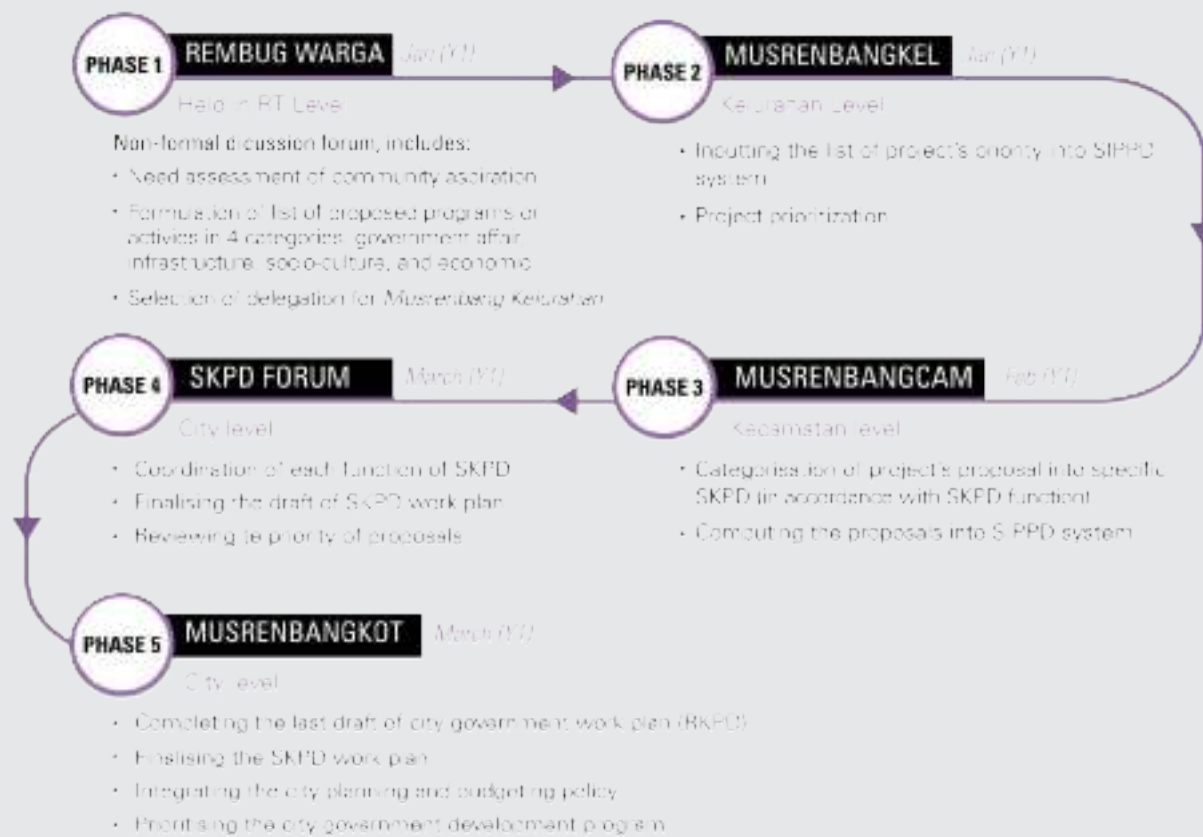 PHASE 1
REMBUG WARGA
Jan (Y1)
Held in RT Level
Non-formal dicussion forum, includes:
• Need assessment of community aspiration
• Formulation of list of proposed programs or
activies in 4 categories, government affair,
infrastructure, socio-culture, and economic
• Selection of delegation for Musrenbang Kelurahan
PHASE 2
MUSRENBANGKEL
Jan (Y1)
Kelurahan Level
• Inputting the list of project's priority into SIPPD
system
• Project prioritization
PHASE 3
MUSRENBANGCAM
Feb (Y1)
Kecamatan level
• Categorisation of project's proposal into specific
SKPD (in accordance with SKPD function)
• Computing the proposals into SIPPD system
PHASE 4
SKPD FORUM
March (Y1)
City level
• Coordination of each function of SKPD
• Finalising the draft of SKPD work plan
• Reviewing te priority of proposals
PHASE 5
MUSRENBANGKOT
March (Y1)
City level
• Completing the last draft of city government work plan (RKPD)
• Finalising the SKPD work plan
• Integrating the city planning and budgeting policy
• Prioritising the city government development program